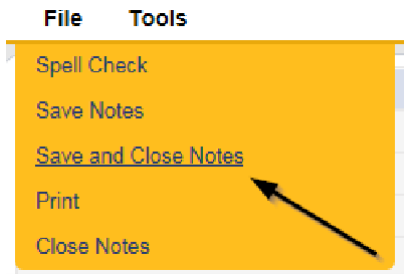 File Tools
Spell Check
Save Notes
Save and Close Notes
Print
Close Notes